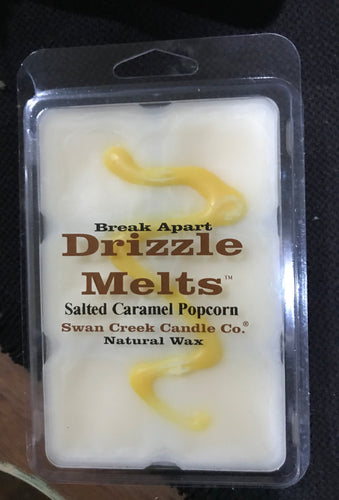 Break Apart
Drizzle
Melts™
Salted Caramel Popcorn
Swan Creek Candle Co.®
Natural Wax